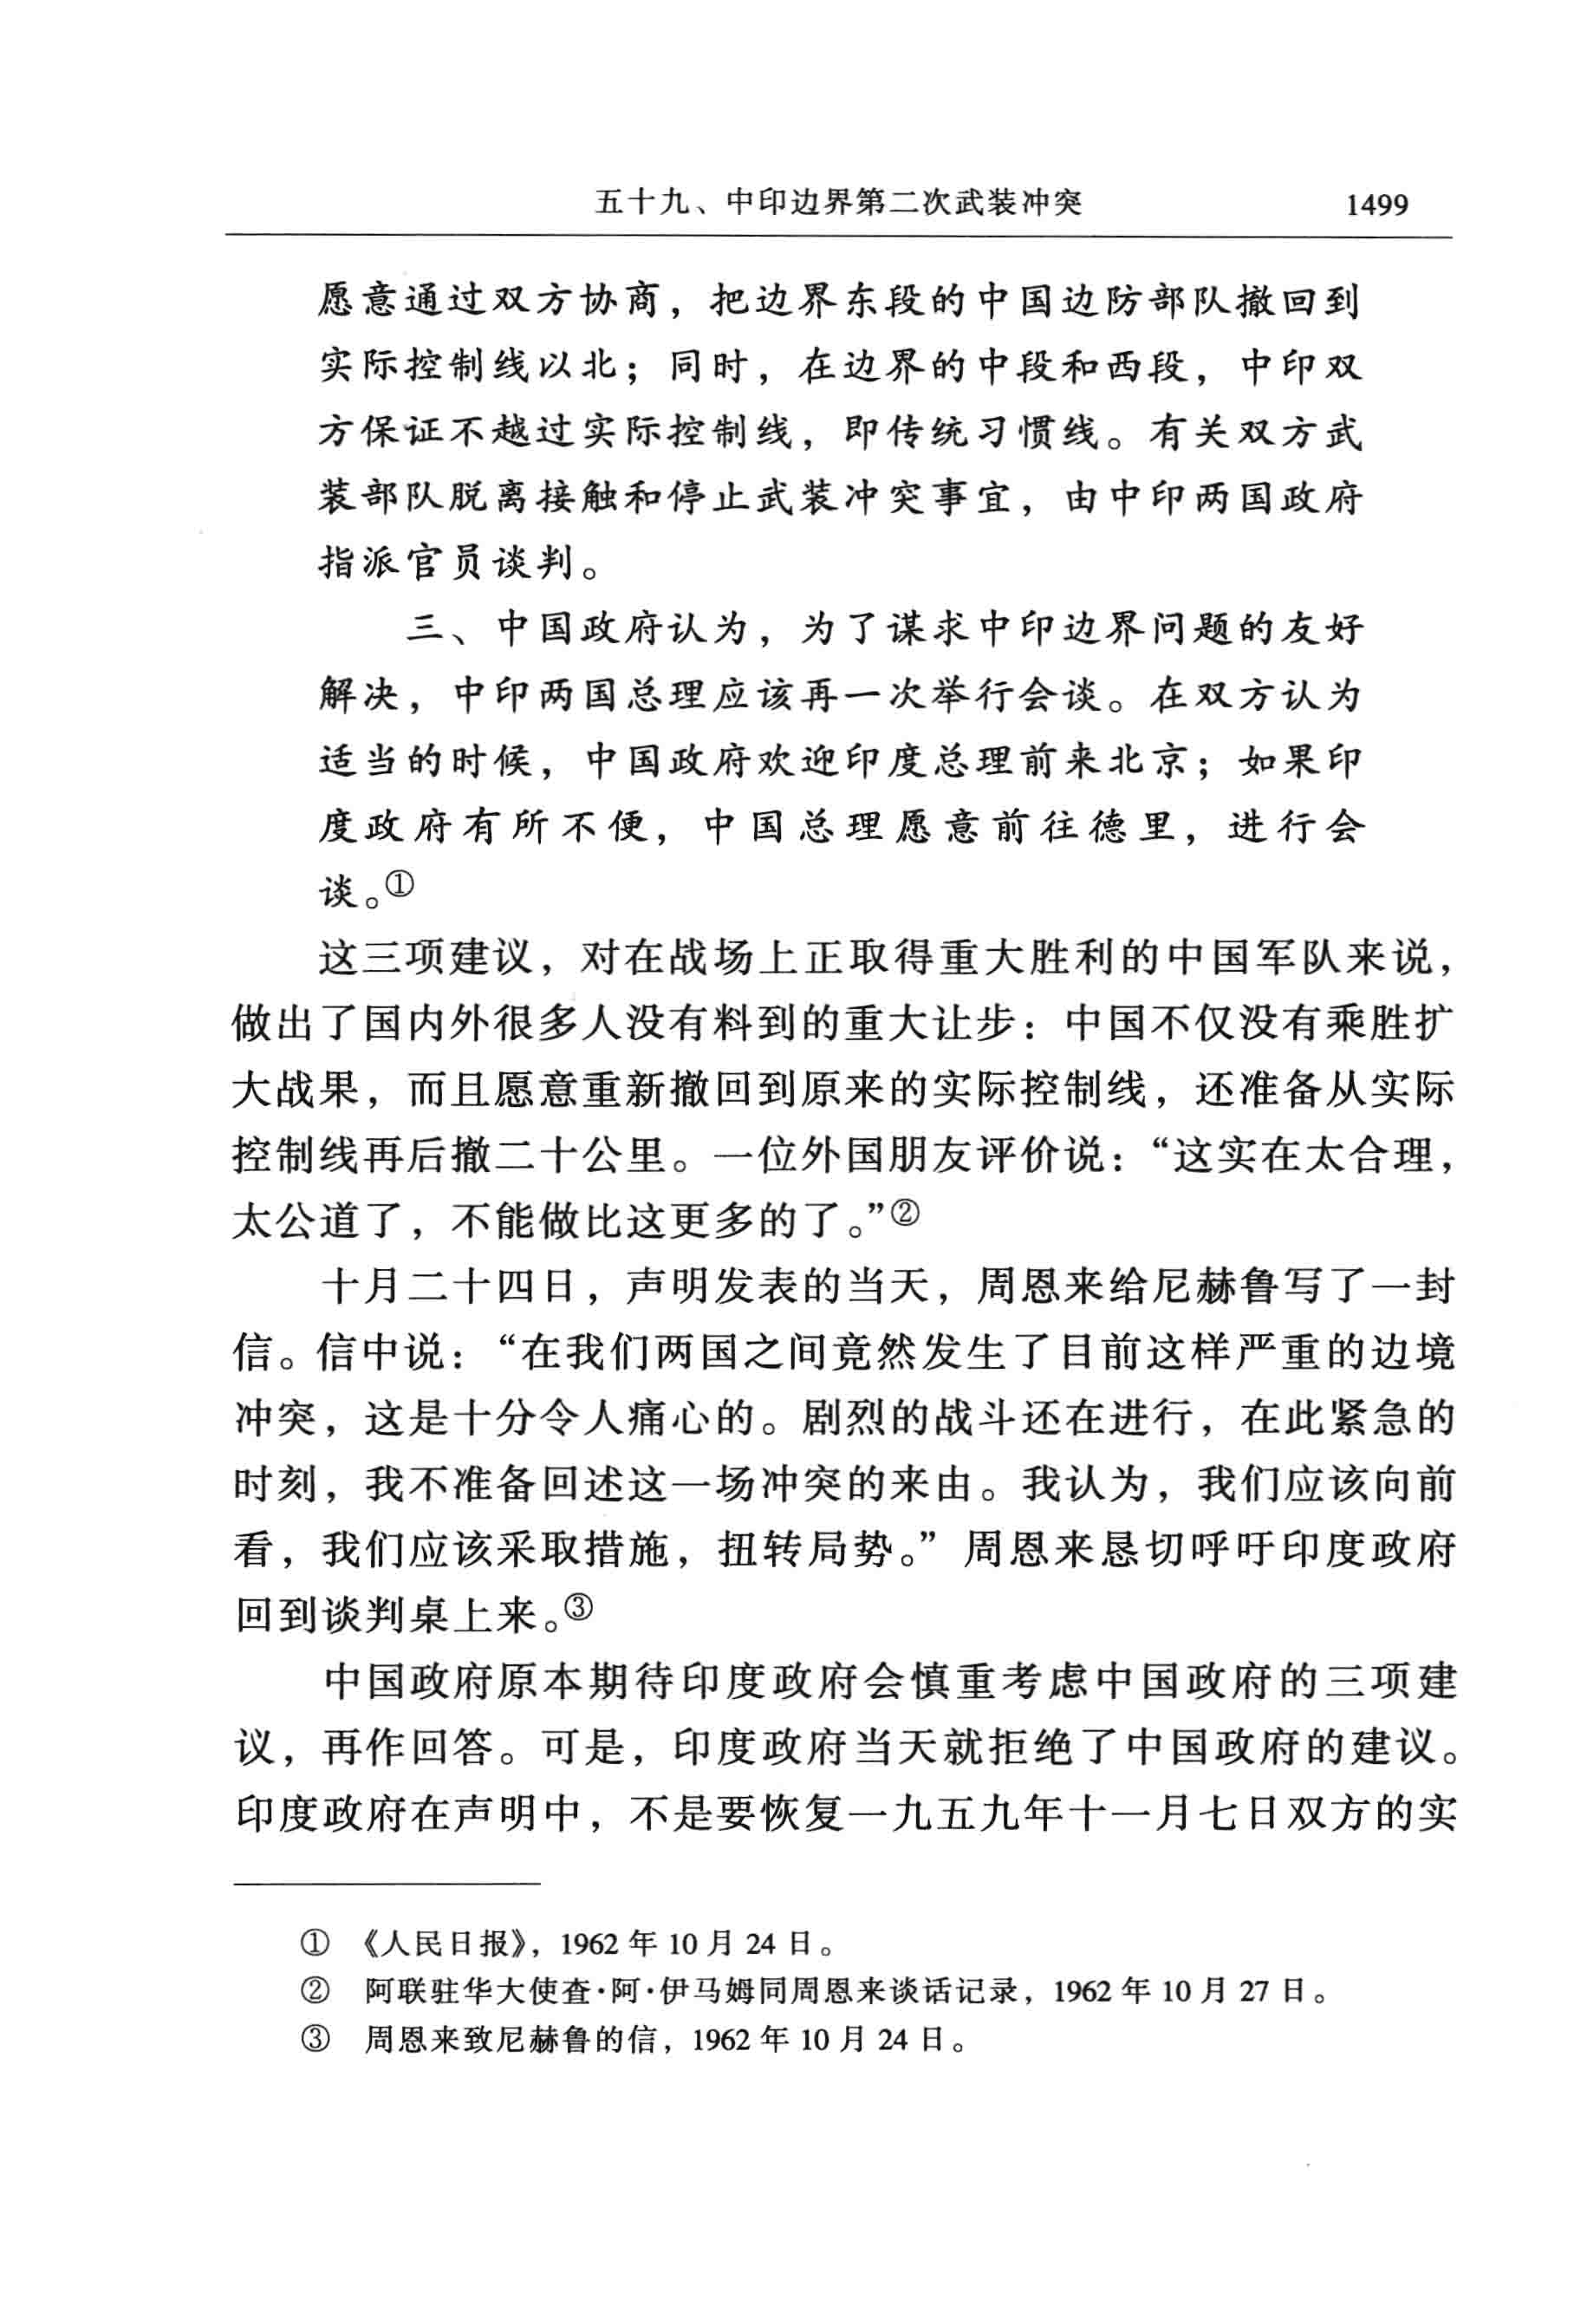 五十九、中印边界第二次武装冲突 1499
愿意通过双方协商，把边界东段的中国边防部队撤回到
实际控制线以北；同时，在边界的中段和西段，中印双
方保证不越过实际控制线，即传统习惯线。有关双方武
装部队脱离接触和停止武装冲突事宜，由中印两国政府
指派官员谈判。
三、中国政府认为，为了谋求中印边界问题的友好
解决，中印两国总理应该再一次举行会谈。在双方认为
适当的时候，中国政府欢迎印度总理前来北京；如果印
度政府有所不便，中国总理愿意前往德里，进行会
谈。①
这三项建议，对在战场上正取得重大胜利的中国军队来说，
做出了国内外很多人没有料到的重大让步：中国不仅没有乘胜扩
大战果，而且愿意重新撤回到原来的实际控制线，还准备从实际
控制线再后撤二十公里。一位外国朋友评价说：“这实在太合理，
太公道了，不能做比这更多的了。”②
十月二十四日，声明发表的当天，周恩来给尼赫鲁写了一封
信。信中说：“在我们两国之间竟然发生了目前这样严重的边境
冲突，这是十分令人痛心的。剧烈的战斗还在进行，在此紧急的
时刻，我不准备回述这一场冲突的来由。我认为，我们应该向前
看，我们应该采取措施，扭转局势。”周恩来恳切呼吁印度政府
回到谈判桌上来。③
中国政府原本期待印度政府会慎重考虑中国政府的三项建
议，再作回答。可是，印度政府当天就拒绝了中国政府的建议。
印度政府在声明中，不是要恢复一九五九年十一月七日双方的实
① 《人民日报》，1962 年 10 月 24 日。
② 阿联驻华大使查·阿·伊马姆同周恩来谈话记录，1962 年 10 月 27 日。
③ 周恩来致尼赫鲁的信，1962 年 10 月 24 日。